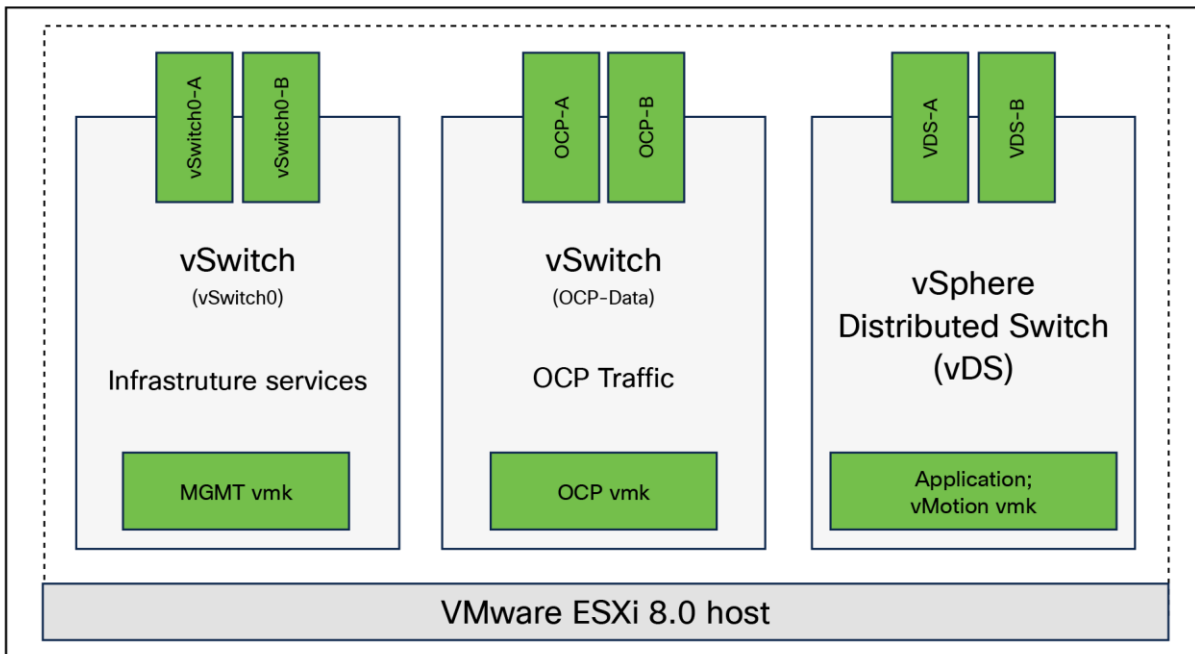 vSwitch0-A
vSwitch0-B
OCP-A
OCP-B
VDS-A
VDS-B
vSwitch
(vSwitch0)
Infrastruture services
MGMT vmk
vSwitch
(OCP-Data)
OCP Traffic
OCP vmk
vSphere
Distributed Switch
(vDS)
Application;
vMotion vmk
VMware ESXi 8.0 host